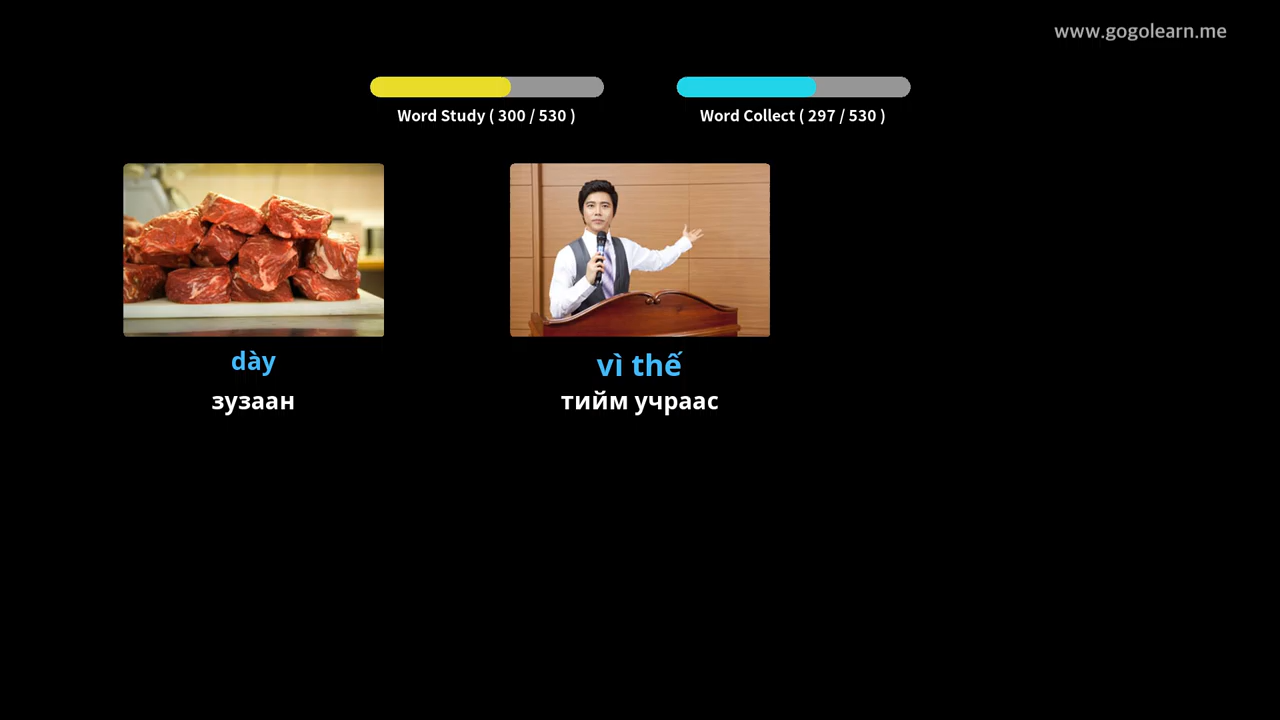 www.gogolearn.me
Word Study ( 300 / 530 )
Word Collect ( 297 / 530 )
dày
зузаан
vì thế
тийм учраас